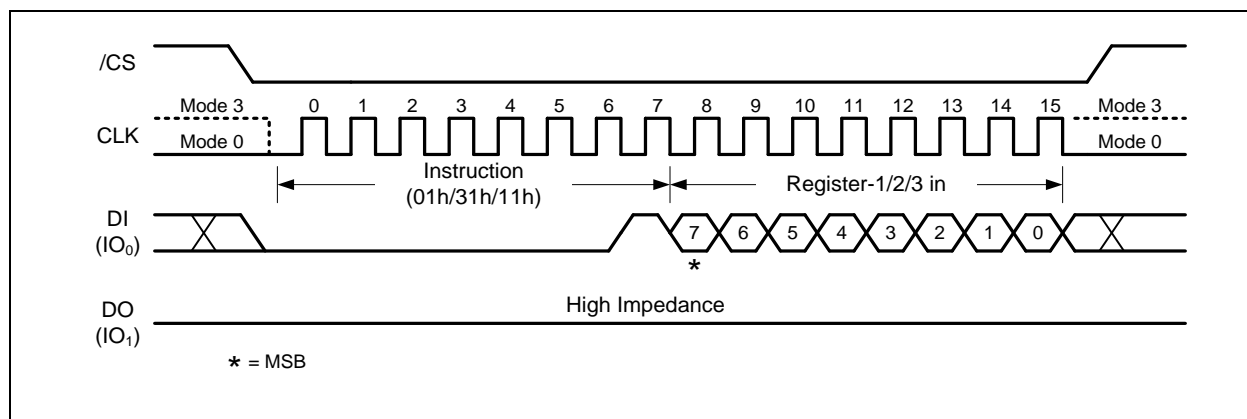 /CS
Mode 3 0 1 2 3 4 5 6 7 8 9 10 11 12 13 14 15 Mode 3
CLK
Mode 0 Mode 0
Instruction
(01h/31h/11h)
Register-1/2/3 in
DI
(IO₀)
7 6 5 4 3 2 1 0
*
High Impedance
DO
(IO₁)
* = MSB